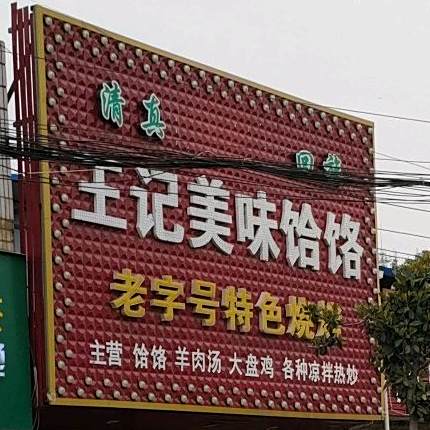 清真
王记美味饸饹
老字号特色烧烤
主营 饸饹 羊肉汤 大盘鸡 各种凉拌热炒